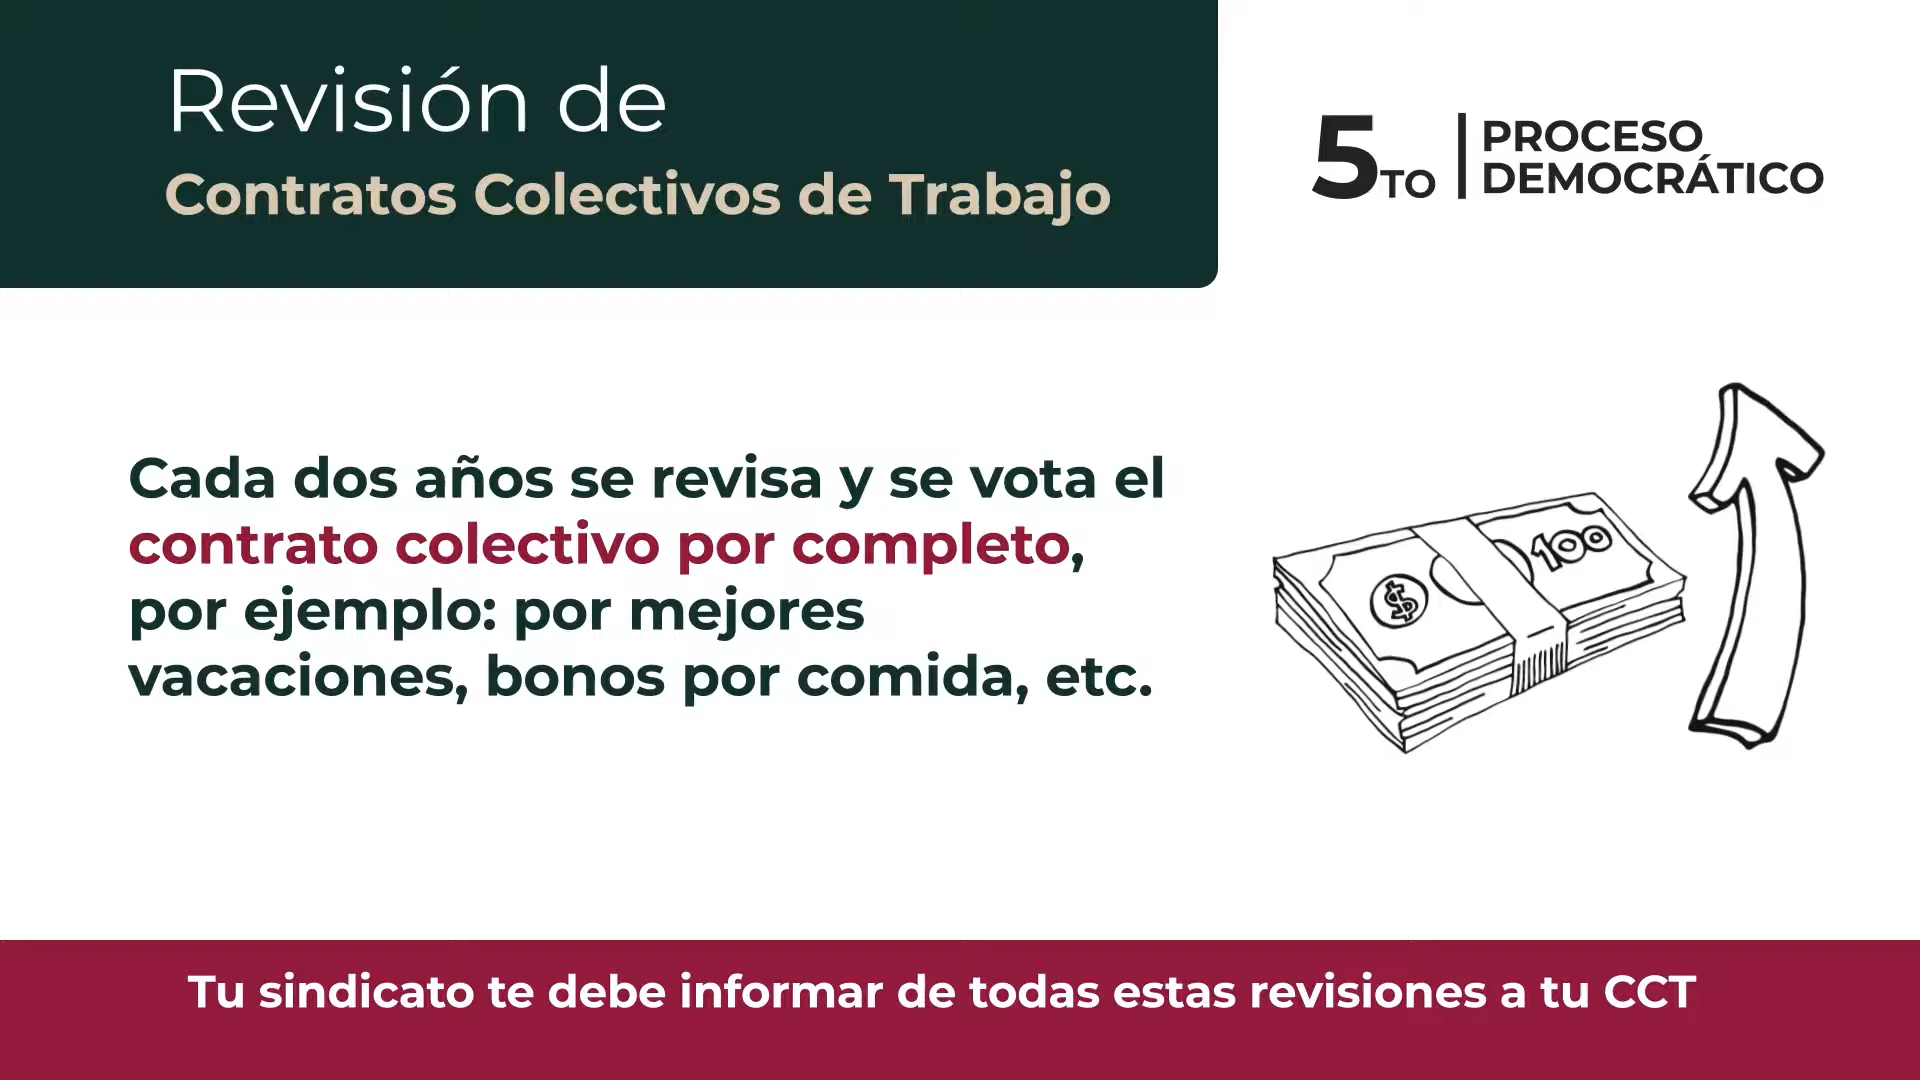 Revisión de
Contratos Colectivos de Trabajo
5TO
PROCESO
DEMOCRÁTICO
Cada dos años se revisa y se vota el
contrato colectivo por completo,
por ejemplo: por mejores
vacaciones, bonos por comida, etc.
$
100
Tu sindicato te debe informar de todas estas revisiones a tu CCT